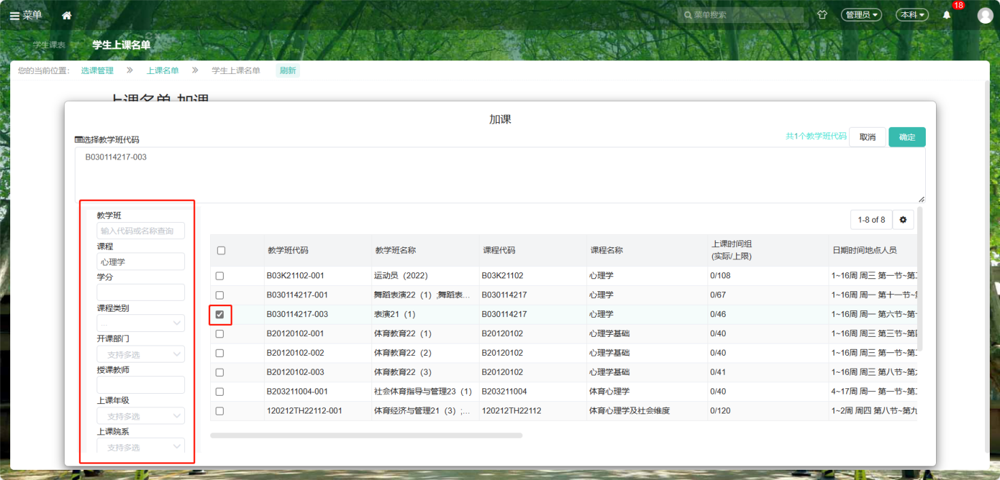 菜单
菜单搜索
管理员
本科
18
学生课表
学生上课名单
您的当前位置：
选课管理
上课名单
学生上课名单
刷新
上课名单 加课
加课
选择教学班代码
共1个教学班代码
取消
确定
B030114217-003
教学班
输入代码或名称查询
课程
心理学
学分
课程类别
...
开课部门
支持多选
授课教师
上课年级
支持多选
上课院系
支持多选
1-8 of 8
教学班代码 教学班名称 课程代码 课程名称 上课时间组
(实际/上限) 日期时间地点人员
B03K21102-001 运动员（2022） B03K21102 心理学 0/108 1~16周 周三 第一节~第
B030114217-001 舞蹈表演22（1）;舞蹈表... B030114217 心理学 0/67 1~16周 周一 第十一节~
B030114217-003 表演21（1） B030114217 心理学 0/46 1~16周 周一 第六节~第
B20120102-001 体育教育22（1） B20120102 心理学基础 0/40 1~16周 周三 第三节~第
B20120102-002 体育教育22（2） B20120102 心理学基础 0/40 1~16周 周三 第一节~第
B20120102-003 体育教育22（3） B20120102 心理学基础 0/41 1~16周 周三 第八节~第
B203211004-001 社会体育指导与管理23（1） B203211004 体育心理学 0/40 4~17周 周一 第一节~第
120212TH22112-001 体育经济与管理21（3）;... 120212TH22112 体育心理学及社会维度 0/120 1~2周 周四 第八节~第九